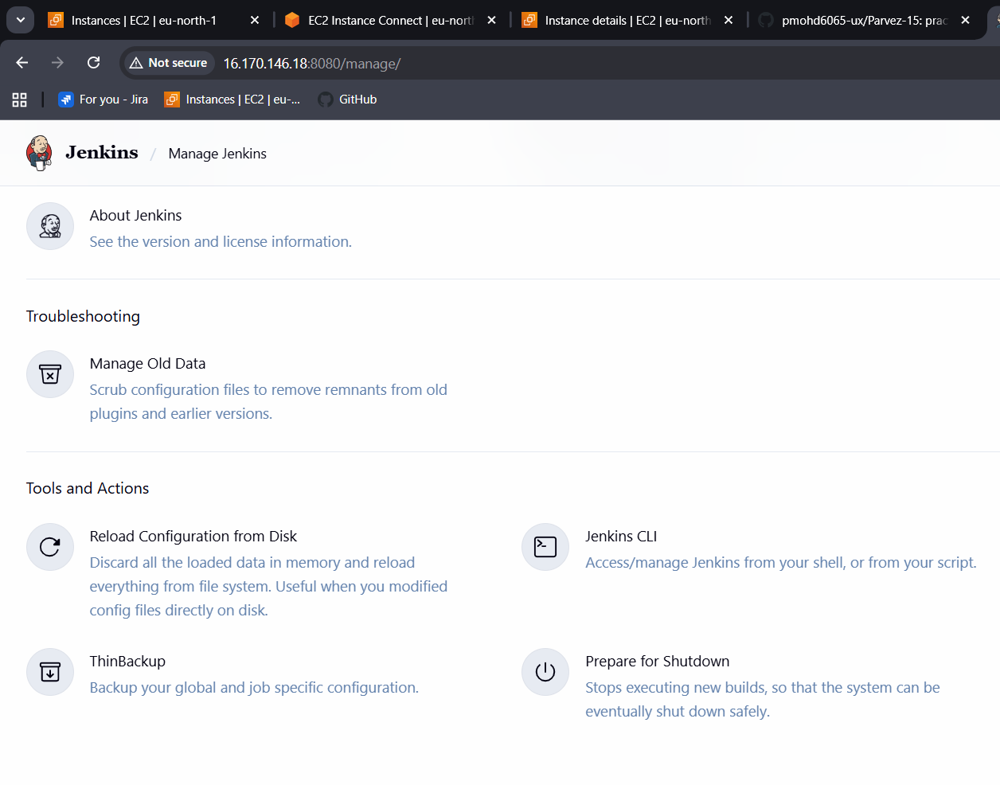 Instances | EC2 | eu-north-1
EC2 Instance Connect | eu-north
Instance details | EC2 | eu-north
pmohd6065-ux/Parvez-15: prac
Not secure
16.170.146.18:8080/manage/
For you - Jira
Instances | EC2 | eu-...
GitHub
Jenkins / Manage Jenkins
About Jenkins
See the version and license information.
Troubleshooting
Manage Old Data
Scrub configuration files to remove remnants from old
plugins and earlier versions.
Tools and Actions
Reload Configuration from Disk
Discard all the loaded data in memory and reload
everything from file system. Useful when you modified
config files directly on disk.
Jenkins CLI
Access/manage Jenkins from your shell, or from your script.
ThinBackup
Backup your global and job specific configuration.
Prepare for Shutdown
Stops executing new builds, so that the system can be
eventually shut down safely.